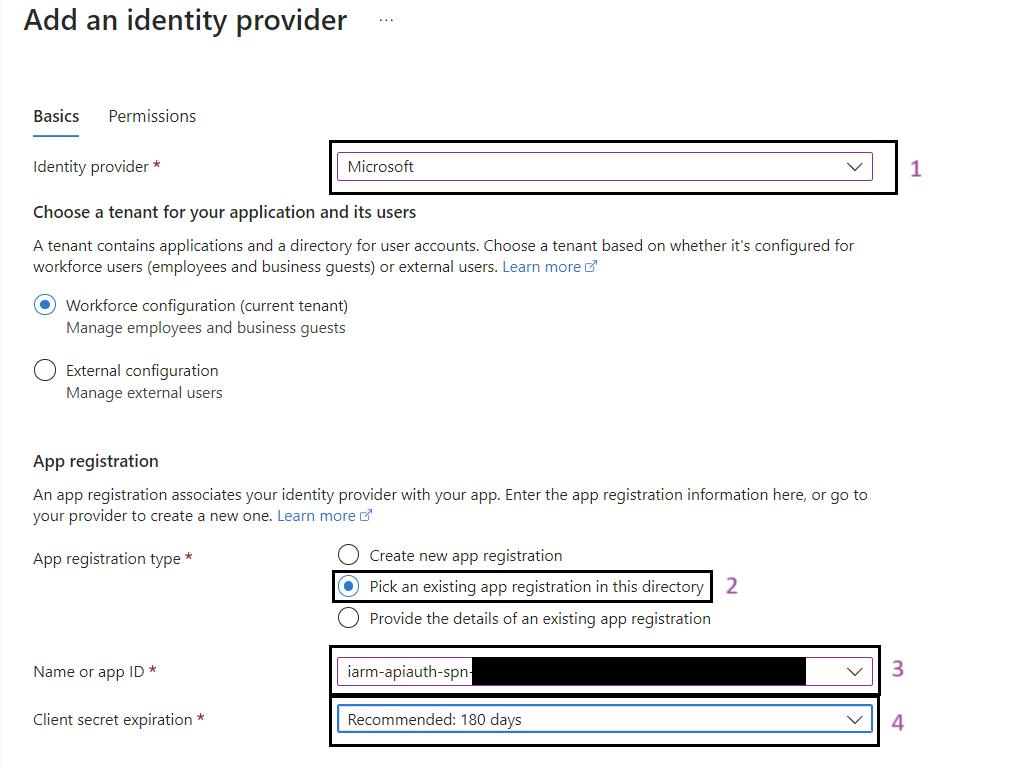 Add an identity provider ...
Basics Permissions
Identity provider * Microsoft 1
Choose a tenant for your application and its users
A tenant contains applications and a directory for user accounts. Choose a tenant based on whether it's configured for
workforce users (employees and business guests) or external users. Learn more
Workforce configuration (current tenant)
Manage employees and business guests
External configuration
Manage external users
App registration
An app registration associates your identity provider with your app. Enter the app registration information here, or go to
your provider to create a new one. Learn more
App registration type * Create new app registration
Pick an existing app registration in this directory 2
Provide the details of an existing app registration
Name or app ID * iarm-apiauth-spn- 3
Client secret expiration * Recommended: 180 days 4